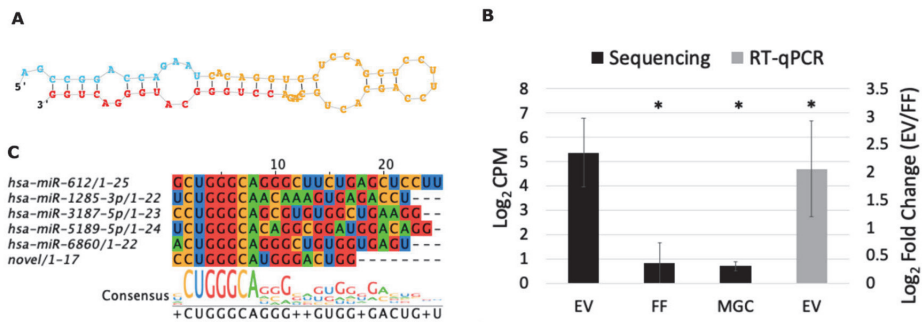 A
5'
3'
B
Sequencing RT-qPCR
8
7
6
5
4
3
2
1
0
Log₂CPM
* * *
3.5
3
2.5
2
1.5
1
0.5
0
Log₂ Fold Change (EV/FF)
EV FF MGC EV
C
10 20
hsa-miR-612/1-25 GCUGGGCAGGGCUUCUGAGCUCCUU
hsa-miR-1285-3p/1-22 UCUGGGCAACAAAGUGAGACCU---
hsa-miR-3187-5p/1-23 CCUGGGCAGCGUGUGGCUGAAGG--
hsa-miR-5189-5p/1-24 UCUGGGCACAGGCGGAUGGACAGG-
hsa-miR-6860/1-22 ACUGGGCAGGGCUGUGGUGAGU---
novel/1-17 CCUGGGCAUGGGACUGG--------
Consensus
+CUGGGCAGGG++GUGG+GACUG+U